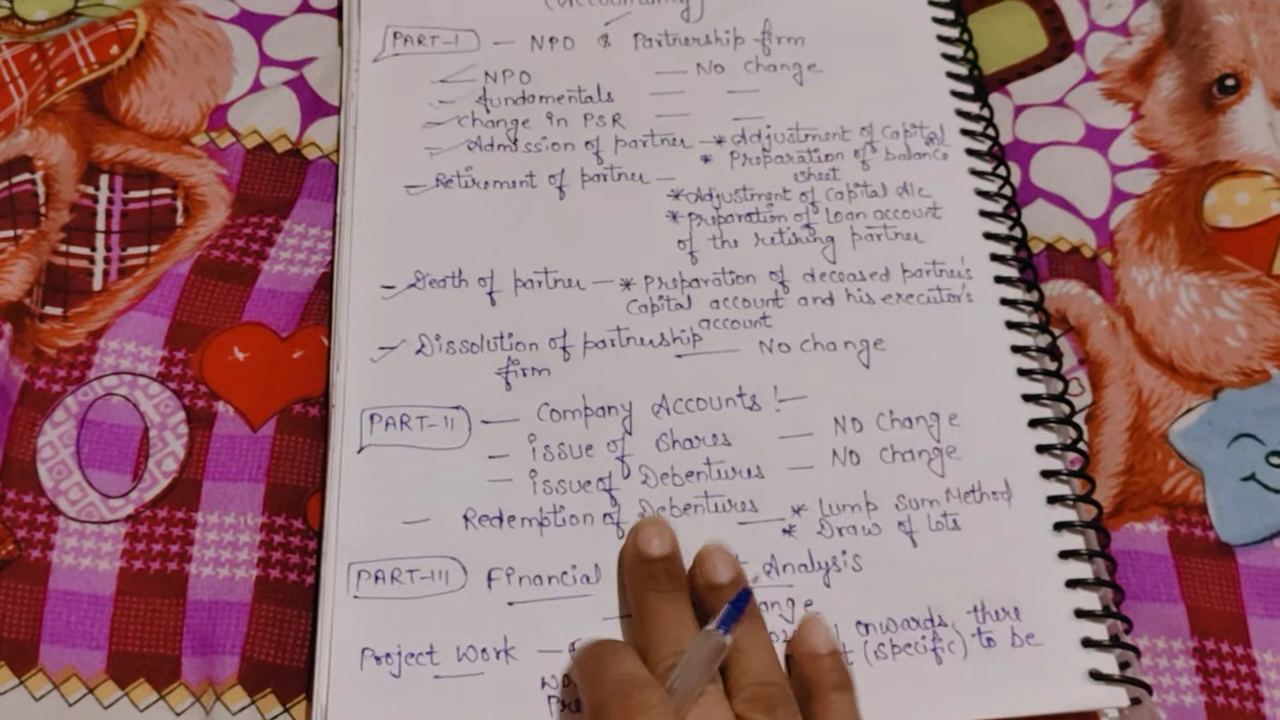 (Accountancy)
PART-I — NPO & Partnership firm
NPO — No change
fundamentals — —
change in PSR — —
Admission of partner — * Adjustment of capital
* Preparation of balance
sheet
Retirement of partner —
* Adjustment of capital A/c
* Preparation of Loan account
of the retiring partner
Death of partner — * Preparation of deceased partner's
capital account and his executor's
account
Dissolution of partnership — No change
firm
PART-II — Company Accounts :-
— issue of shares — NO change
— issue of Debentures — NO change
— Redemption of Debentures — * Lump Sum Method
* Draw of Lots
PART-III Financial Analysis
onwards, there
Project Work — (specific) to be